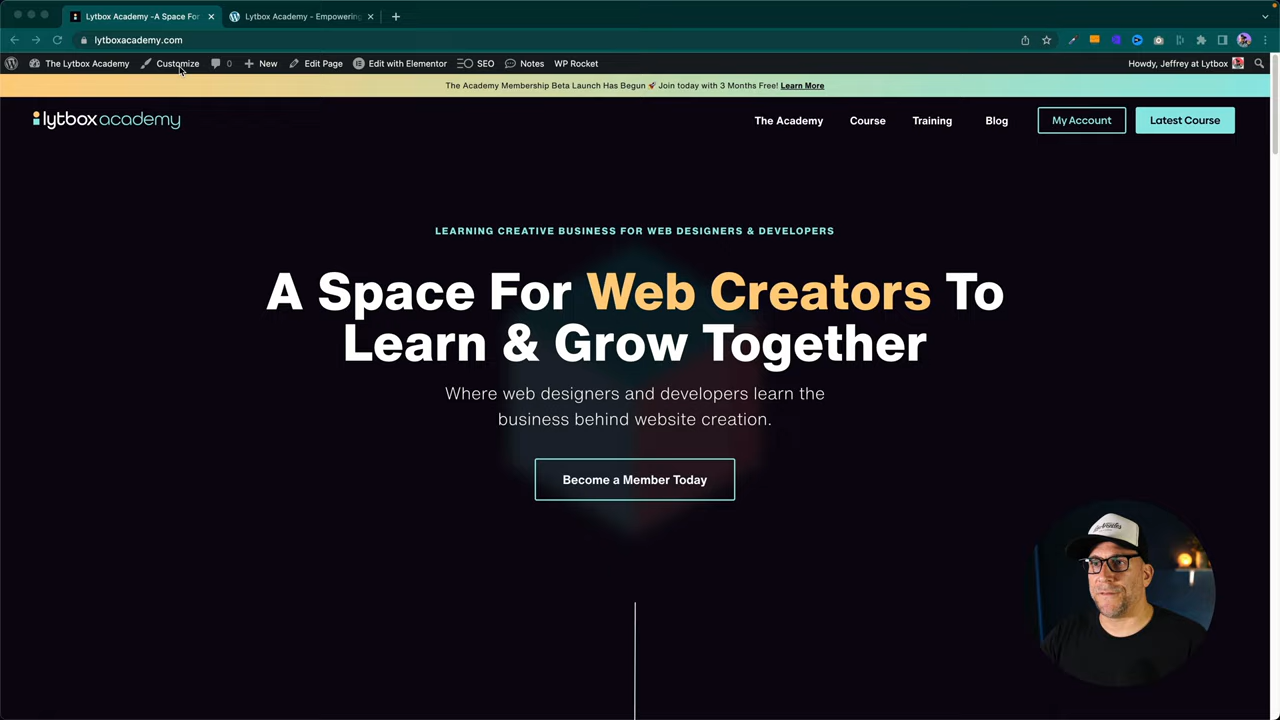 Lytbox Academy -A Space For
Lytbox Academy - Empowering
lytboxacademy.com
The Lytbox Academy Customize 0 New Edit Page Edit with Elementor SEO Notes WP Rocket Howdy, Jeffrey at Lytbox
The Academy Membership Beta Launch Has Begun 🚀 Join today with 3 Months Free! Learn More
lytbox academy
The Academy Course Training Blog My Account Latest Course
LEARNING CREATIVE BUSINESS FOR WEB DESIGNERS & DEVELOPERS
A Space For Web Creators To
Learn & Grow Together
Where web designers and developers learn the
business behind website creation.
Become a Member Today